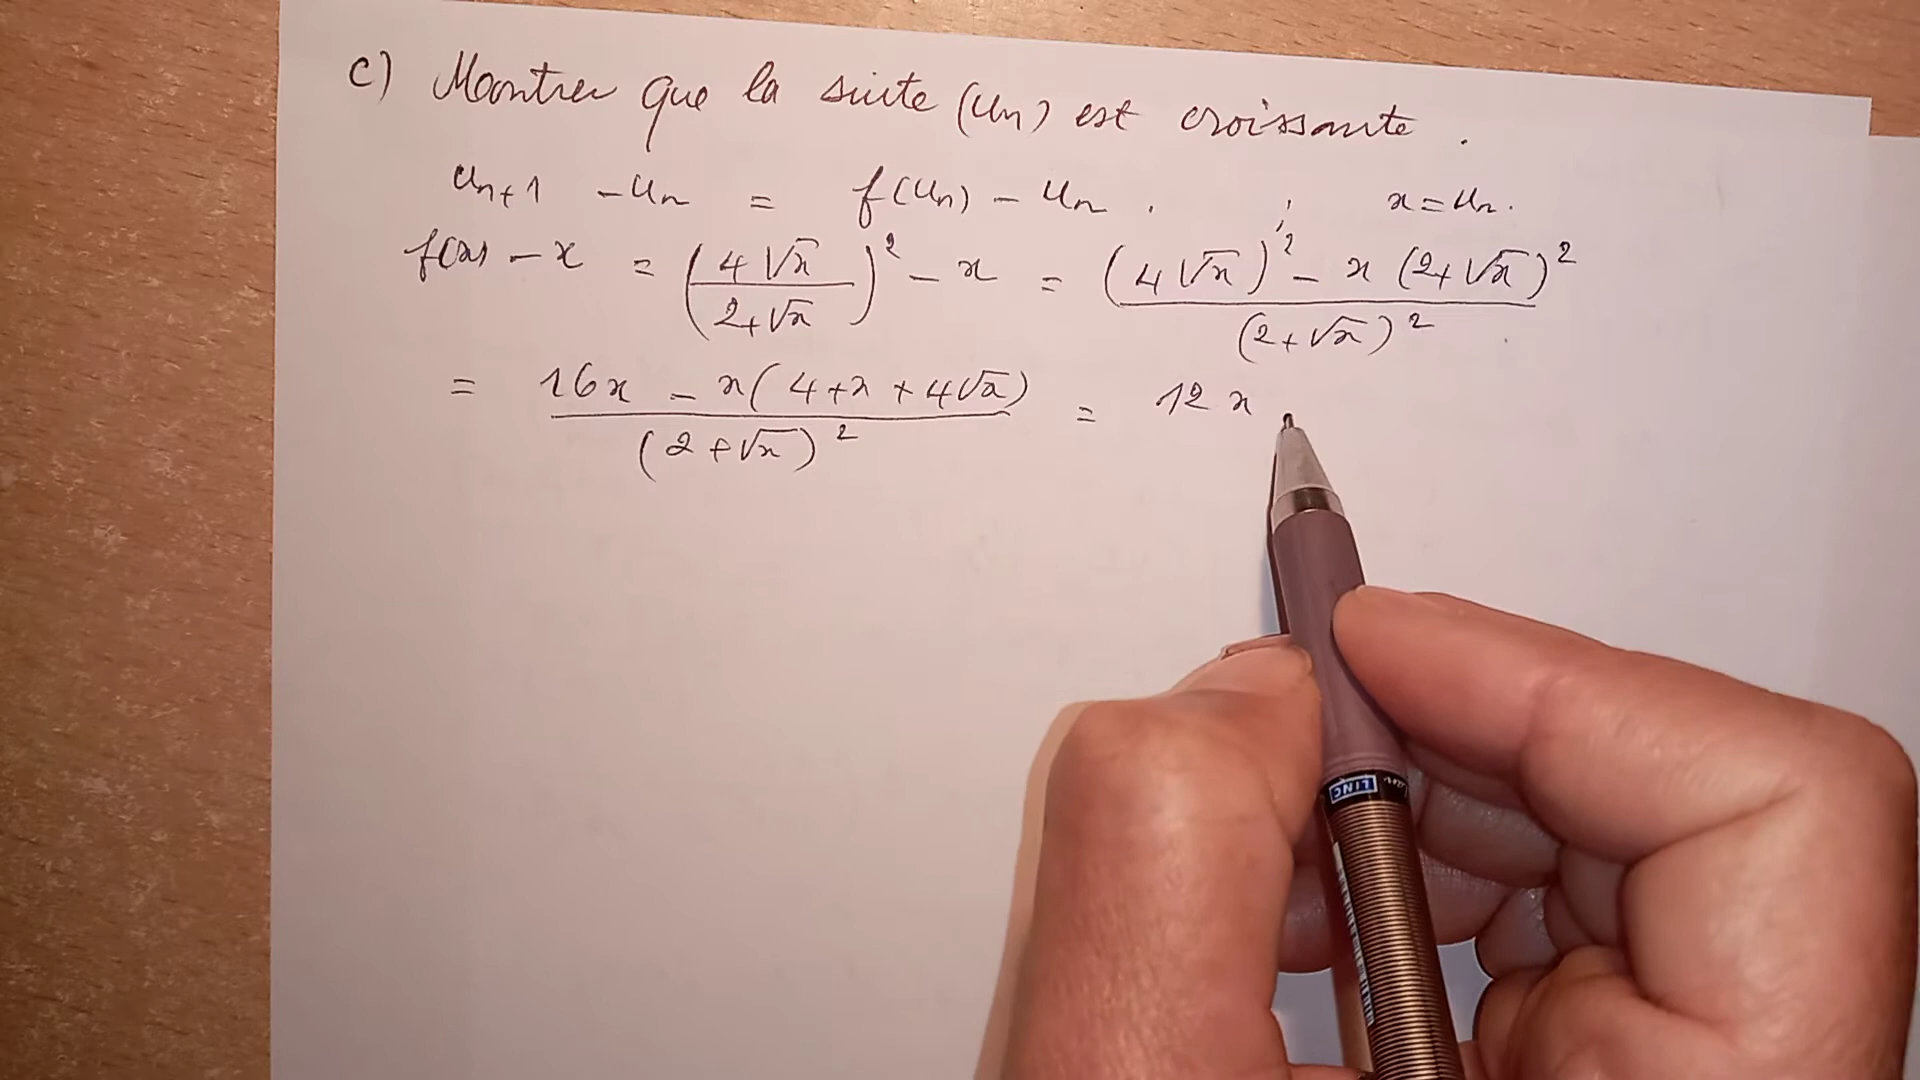 c) Montrer que la suite (Un) est croissante.
Un+1 - Un = f(Un) - Un. ; x = Un.
f(x) - x = (4√x / 2+√x)² - x = (4√x)² - x(2+√x)² / (2+√x)²
= 16x - x(4+x+4√x) / (2+√x)² = 12x
LINC